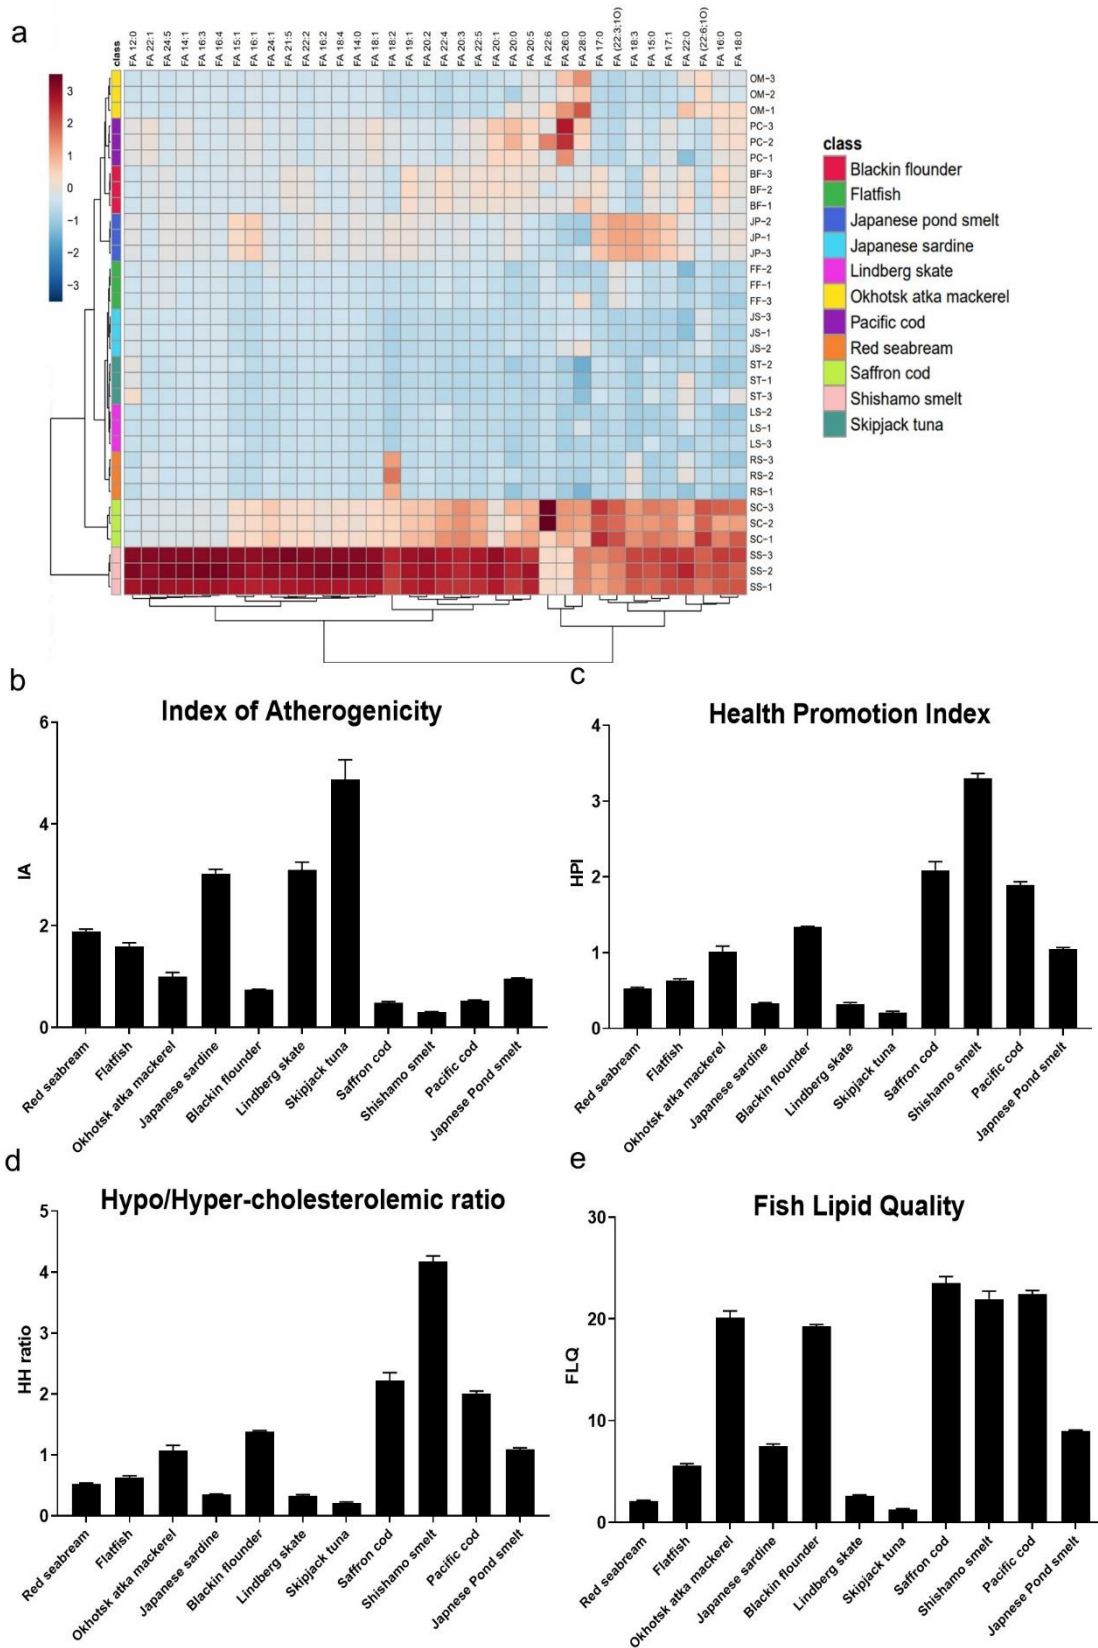 a
class
FA 12:0
FA 22:1
FA 24:5
FA 14:1
FA 16:3
FA 16:4
FA 15:1
FA 16:1
FA 24:1
FA 21:5
FA 22:2
FA 16:2
FA 18:4
FA 14:0
FA 18:1
FA 18:2
FA 19:1
FA 20:2
FA 22:4
FA 20:3
FA 22:5
FA 20:1
FA 20:0
FA 20:5
FA 22:6
FA 26:0
FA 28:0
FA 17:0
FA (22:3;1O)
FA 18:3
FA 15:0
FA 17:1
FA 22:0
FA (22:6;1O)
FA 16:0
FA 18:0
3
2
1
0
−1
−2
−3
OM−3
OM−2
OM−1
PC−3
PC−2
PC−1
BF−3
BF−2
BF−1
JP−2
JP−1
JP−3
FF−2
FF−1
FF−3
JS−3
JS−1
JS−2
ST−2
ST−1
ST−3
LS−2
LS−1
LS−3
RS−3
RS−2
RS−1
SC−3
SC−2
SC−1
SS−3
SS−2
SS−1
class
Blackin flounder
Flatfish
Japanese pond smelt
Japanese sardine
Lindberg skate
Okhotsk atka mackerel
Pacific cod
Red seabream
Saffron cod
Shishamo smelt
Skipjack tuna
b
Index of Atherogenicity
6
4
2
0
IA
Red seabream
Flatfish
Okhotsk atka mackerel
Japanese sardine
Blackin flounder
Lindberg skate
Skipjack tuna
Saffron cod
Shishamo smelt
Pacific cod
Japnese Pond smelt
c
Health Promotion Index
4
3
2
1
0
HPI
Red seabream
Flatfish
Okhotsk atka mackerel
Japanese sardine
Blackin flounder
Lindberg skate
Skipjack tuna
Saffron cod
Shishamo smelt
Pacific cod
Japnese Pond smelt
d
Hypo/Hyper-cholesterolemic ratio
5
4
3
2
1
0
HH ratio
Red seabream
Flatfish
Okhotsk atka mackerel
Japanese sardine
Blackin flounder
Lindberg skate
Skipjack tuna
Saffron cod
Shishamo smelt
Pacific cod
Japnese Pond smelt
e
Fish Lipid Quality
30
20
10
0
FLQ
Red seabream
Flatfish
Okhotsk atka mackerel
Japanese sardine
Blackin flounder
Lindberg skate
Skipjack tuna
Saffron cod
Shishamo smelt
Pacific cod
Japnese Pond smelt